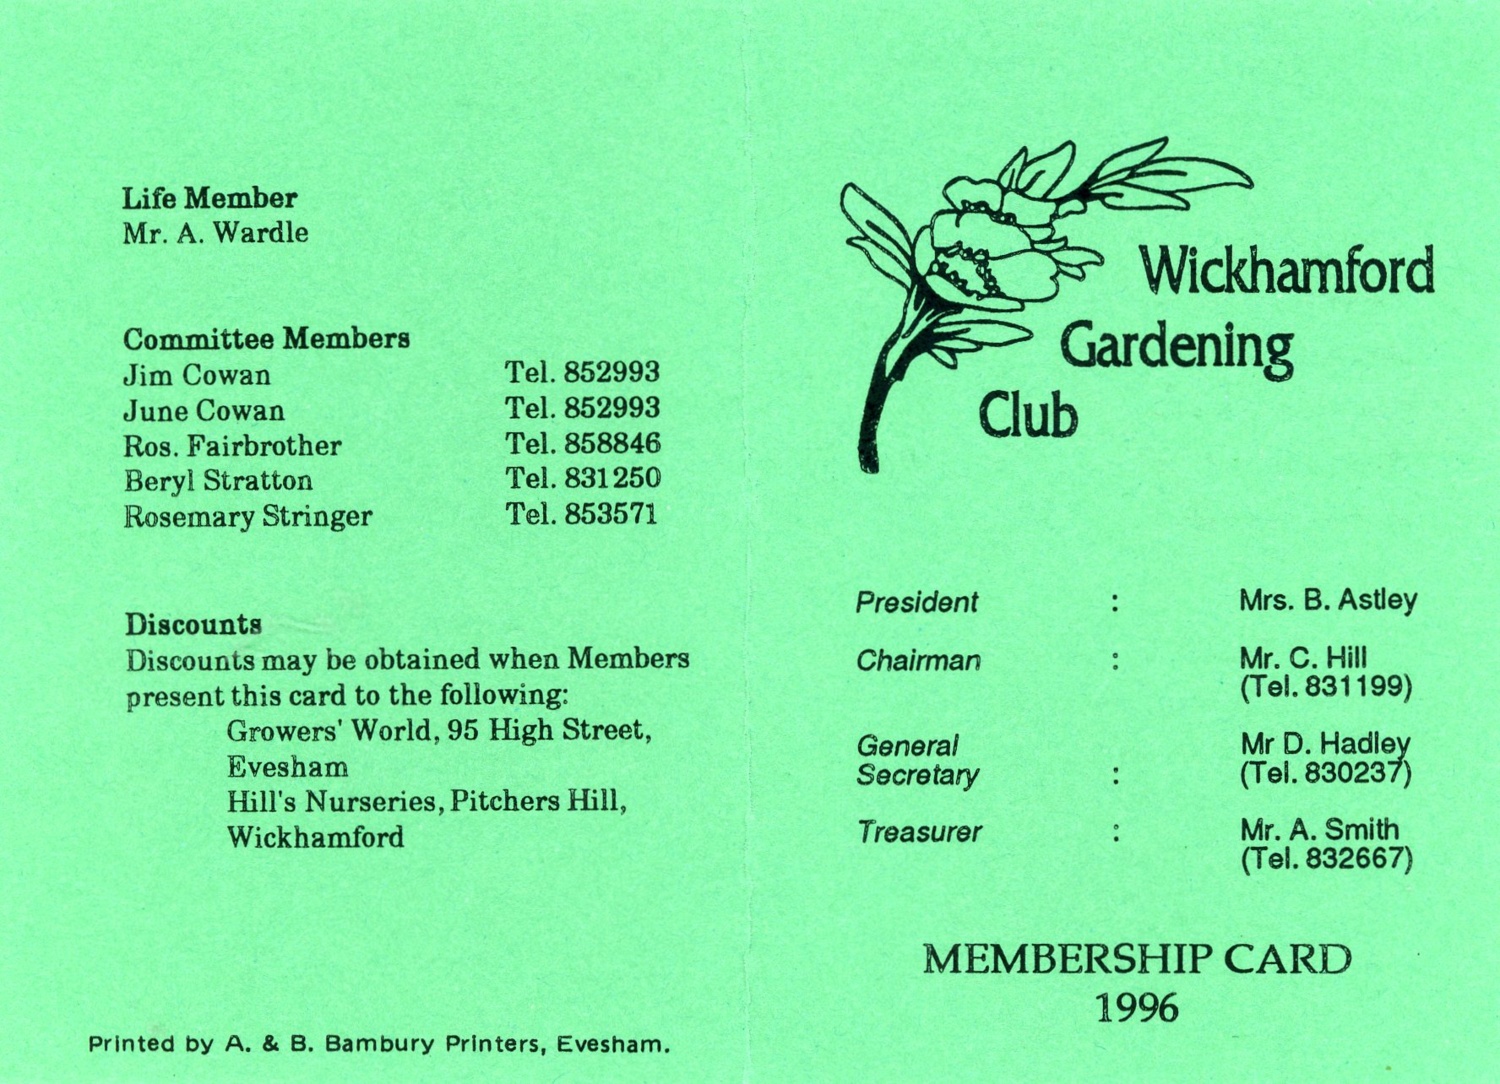 Life Member
Mr. A. Wardle
Committee Members
Jim Cowan Tel. 852993
June Cowan Tel. 852993
Ros. Fairbrother Tel. 858846
Beryl Stratton Tel. 831250
Rosemary Stringer Tel. 853571
Discounts
Discounts may be obtained when Members
present this card to the following:
Growers' World, 95 High Street,
Evesham
Hill's Nurseries, Pitchers Hill,
Wickhamford
Printed by A. & B. Bambury Printers, Evesham.
Wickhamford
Gardening
Club
President : Mrs. B. Astley
Chairman : Mr. C. Hill
(Tel. 831199)
General Mr D. Hadley
Secretary : (Tel. 830237)
Treasurer : Mr. A. Smith
(Tel. 832667)
MEMBERSHIP CARD
1996